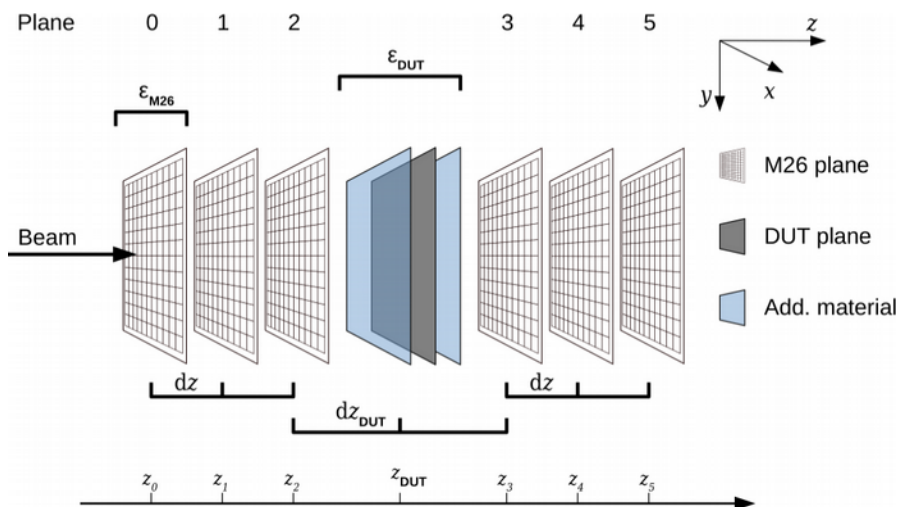 Plane 0 1 2 3 4 5
z
y
x
ε_DUT
ε_M26
M26 plane
Beam
DUT plane
Add. material
dz dz
dz_DUT
z_0 z_1 z_2 z_DUT z_3 z_4 z_5